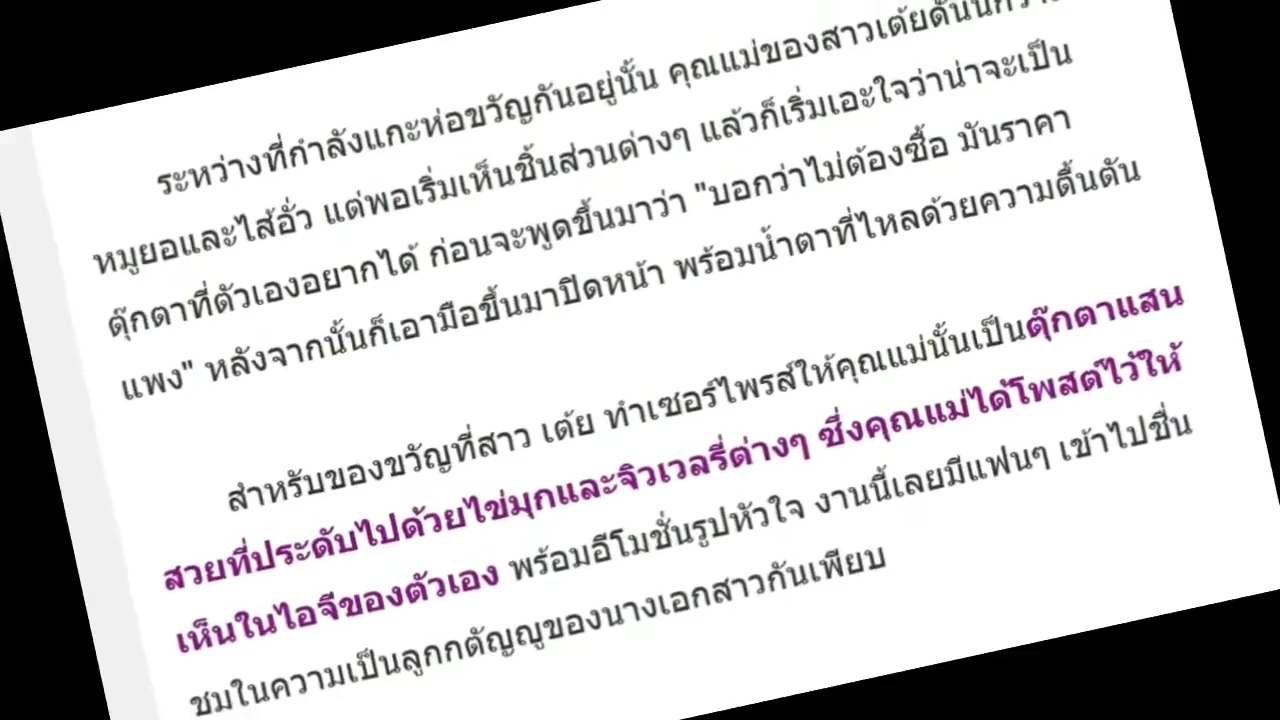 ระหว่างที่กำลังแกะห่อขวัญกันอยู่นั้น คุณแม่ของสาวเต้ย
หมูยอและไส้อั่ว แต่พอเริ่มเห็นชิ้นส่วนต่างๆ แล้วก็เริ่มเอะใจว่าน่าจะเป็น
ตุ๊กตาที่ตัวเองอยากได้ ก่อนจะพูดขึ้นมาว่า "บอกว่าไม่ต้องซื้อ มันราคา
แพง" หลังจากนั้นก็เอามือขึ้นมาปิดหน้า พร้อมน้ำตาที่ไหลด้วยความตื้นตัน
สำหรับของขวัญที่สาว เต้ย ทำเซอร์ไพรส์ให้คุณแม่นั้นเป็นตุ๊กตาแสน
สวยที่ประดับไปด้วยไข่มุกและจิวเวลรี่ต่างๆ ซึ่งคุณแม่ได้โพสต์ไว้ให้
เห็นในไอจีของตัวเอง พร้อมอีโมชั่นรูปหัวใจ งานนี้เลยมีแฟนๆ เข้าไปชื่น
ชมในความเป็นลูกกตัญญูของนางเอกสาวกันเพียบ